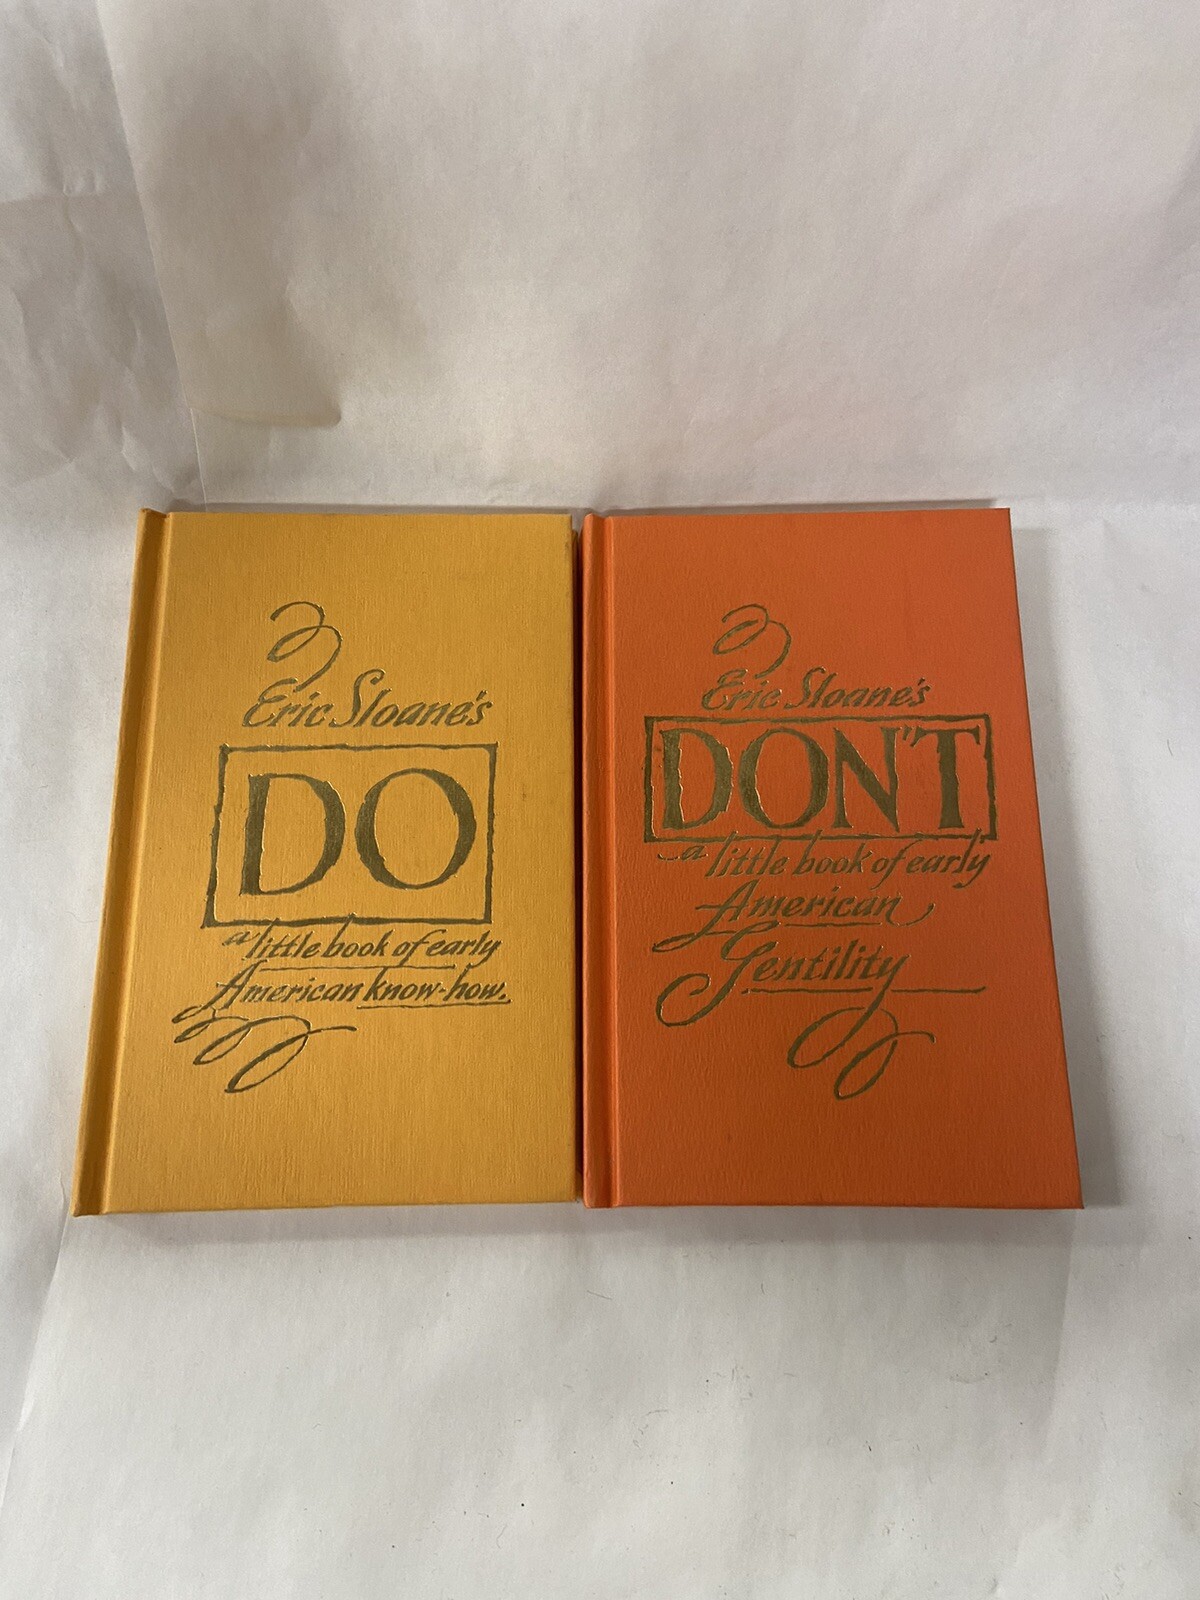 Eric Sloane's
DO
a little book of early
American know-how.
Eric Sloane's
DON'T
a little book of early
American
Gentility